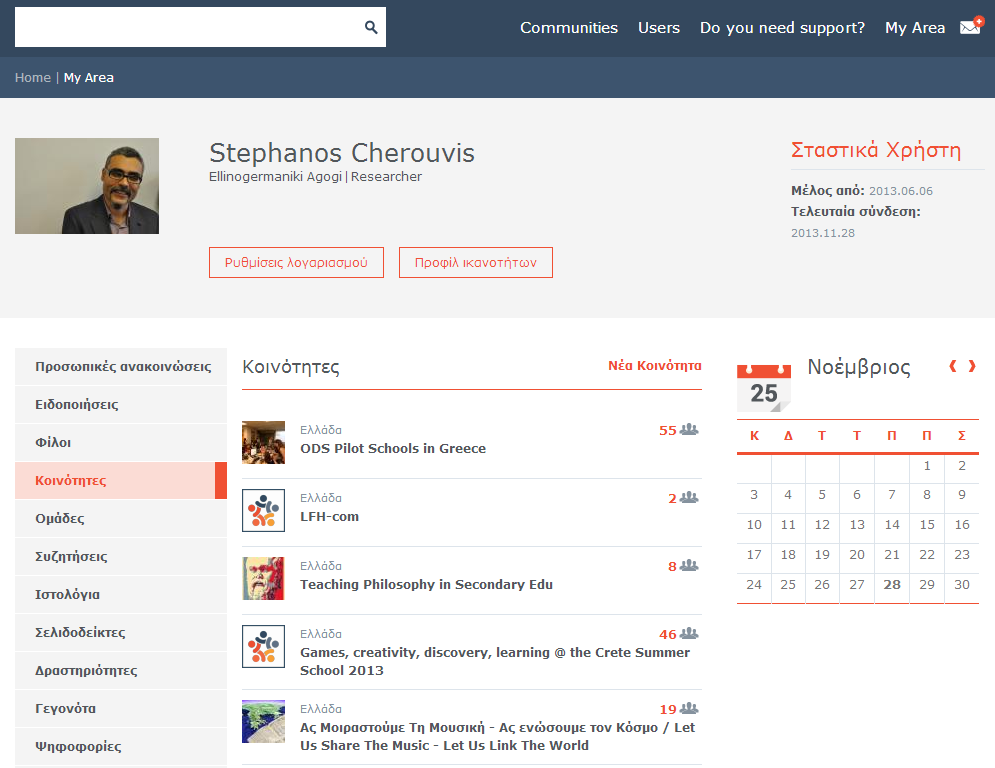 Communities Users Do you need support? My Area
Home | My Area
Stephanos Cherouvis
Ellinogermaniki Agogi | Researcher
Ρυθμίσεις λογαριασμού
Προφίλ ικανοτήτων
Σταστικά Χρήστη
Μέλος από: 2013.06.06
Τελευταία σύνδεση:
2013.11.28
Προσωπικές ανακοινώσεις
Ειδοποιήσεις
Φίλοι
Κοινότητες
Ομάδες
Συζητήσεις
Ιστολόγια
Σελιδοδείκτες
Δραστηριότητες
Γεγονότα
Ψηφοφορίες
Κοινότητες
Νέα Κοινότητα
Ελλάδα
55
ODS Pilot Schools in Greece
Ελλάδα
2
LFH-com
Ελλάδα
8
Teaching Philosophy in Secondary Edu
Ελλάδα
46
Games, creativity, discovery, learning @ the Crete Summer
School 2013
Ελλάδα
19
Ας Μοιραστούμε Τη Μουσική - Ας ενώσουμε τον Κόσμο / Let
Us Share The Music - Let Us Link The World
25
Νοέμβριος
Κ Δ Τ Τ Π Π Σ
1 2
3 4 5 6 7 8 9
10 11 12 13 14 15 16
17 18 19 20 21 22 23
24 25 26 27 28 29 30